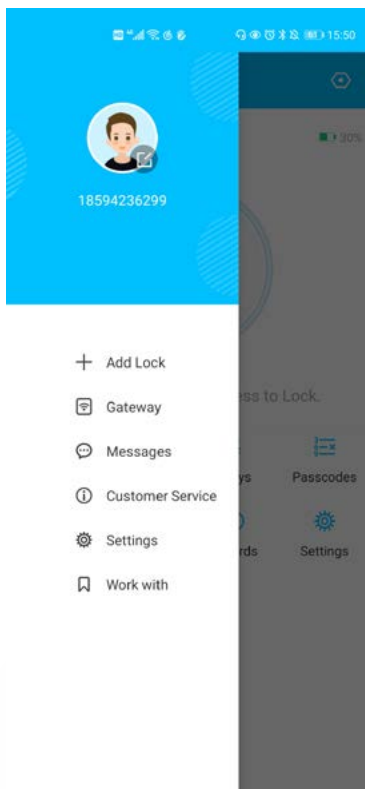 15:50
30%
18594236299
Add Lock
Gateway
Messages
Customer Service
Settings
Work with
ess to Lock.
ys
Passcodes
rds
Settings